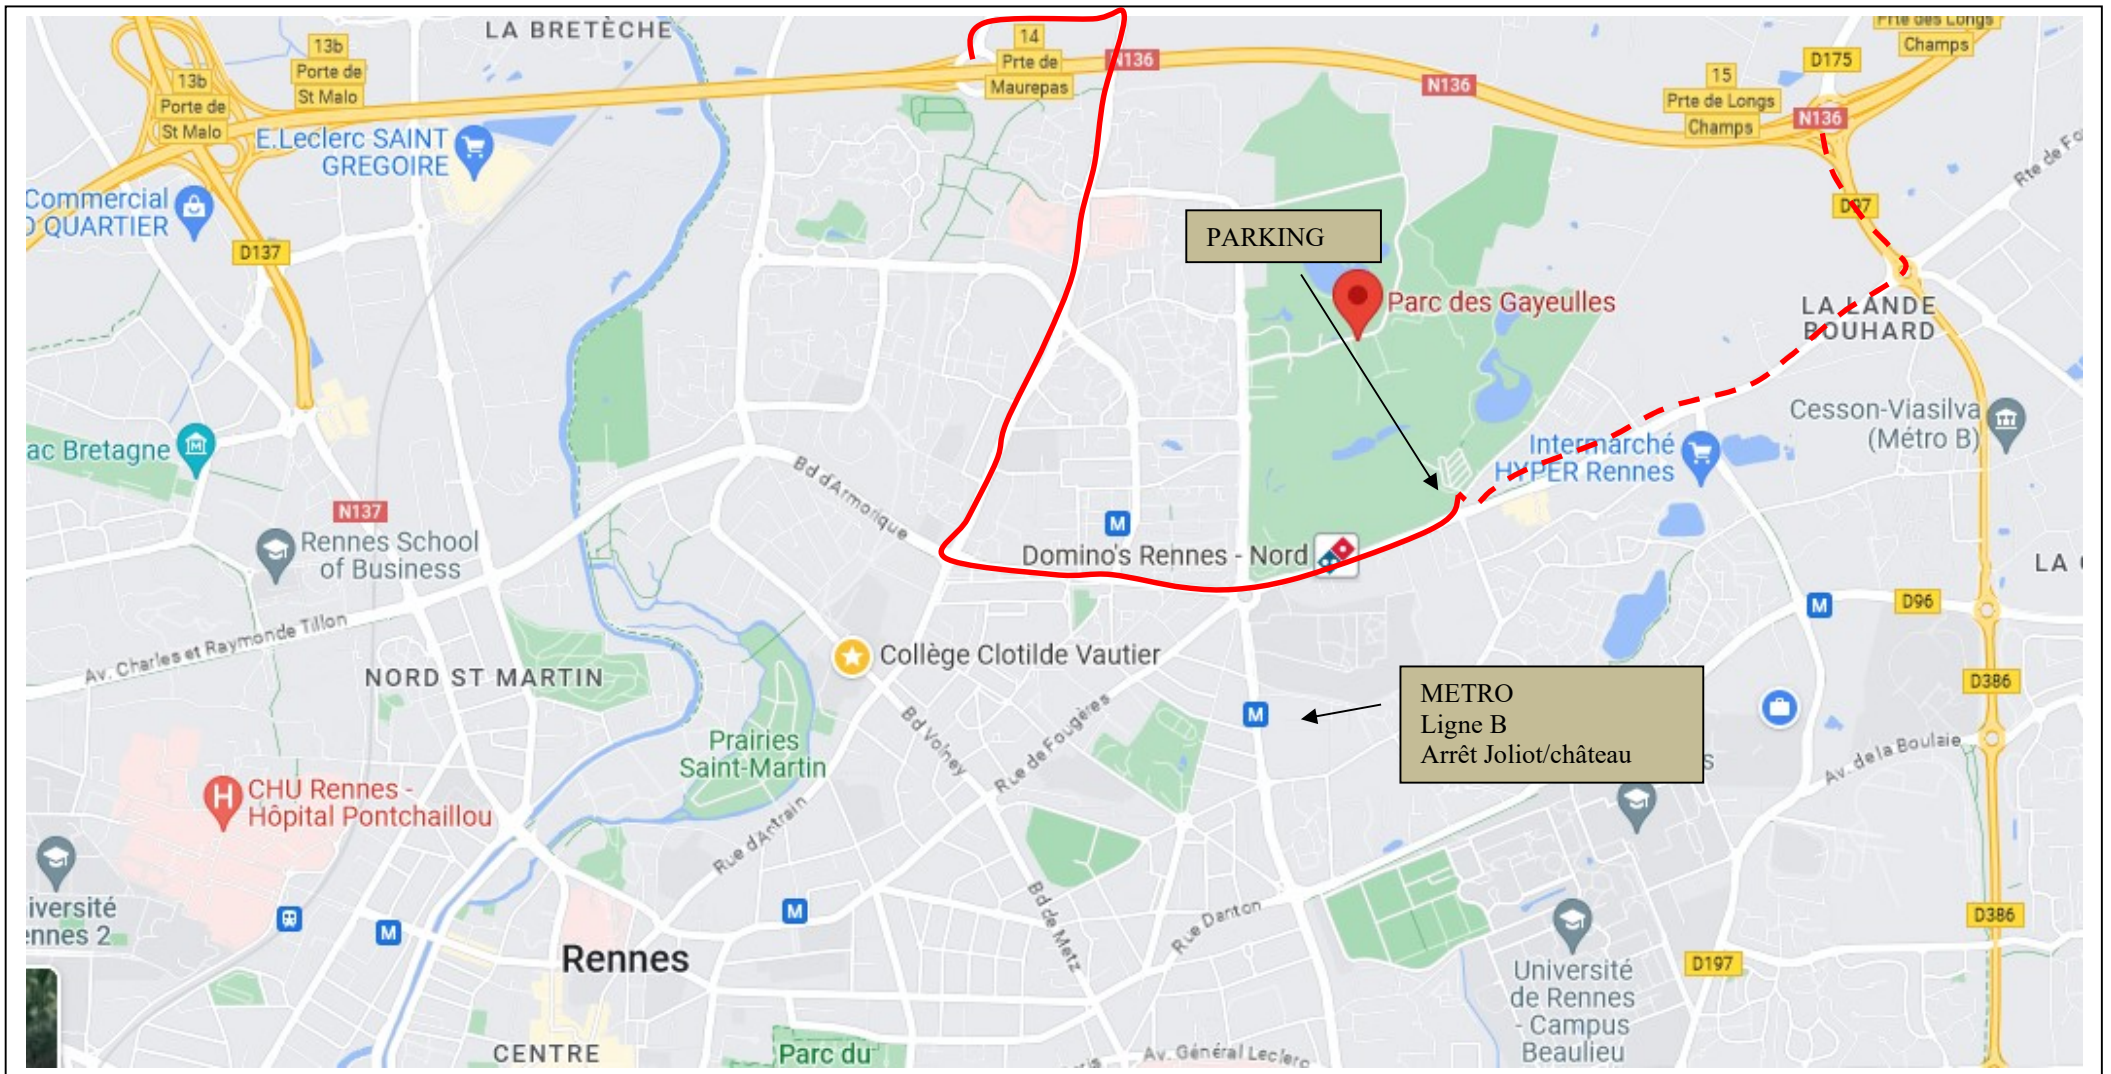 LA BRETÈCHE
13b
Porte de
St Malo
13b
Porte de
St Malo
14
Prte de
Maurepas
N136
N136
15
Prte de Longs
Champs
D175
Prte des Longs
Champs
N136
E.Leclerc SAINT
GREGOIRE
Commercial
QUARTIER
D137
D97
PARKING
Parc des Gayeulles
LA LANDE
BOUHARD
Rte de Fo
Cesson-Viasilva
(Métro B)
Intermarché
HYPER Rennes
ac Bretagne
Bd d'Armorique
N137
Rennes School
of Business
M
Domino's Rennes - Nord
LA
M
D96
Av. Charles et Raymonde Tillon
NORD ST MARTIN
Collège Clotilde Vautier
METRO
Ligne B
Arrêt Joliot/château
S
D386
M
Bd Volney
Rue de Fougères
Prairies
Saint-Martin
Av. de la Boulaie
H
CHU Rennes -
Hôpital Pontchaillou
Rue d'Antrain
iversité
ennes 2
M
M
Bd de Metz
Rue Danton
D386
Rennes
D197
Université
de Rennes
- Campus
Beaulieu
CENTRE
Parc du
Av. Général Leclerc